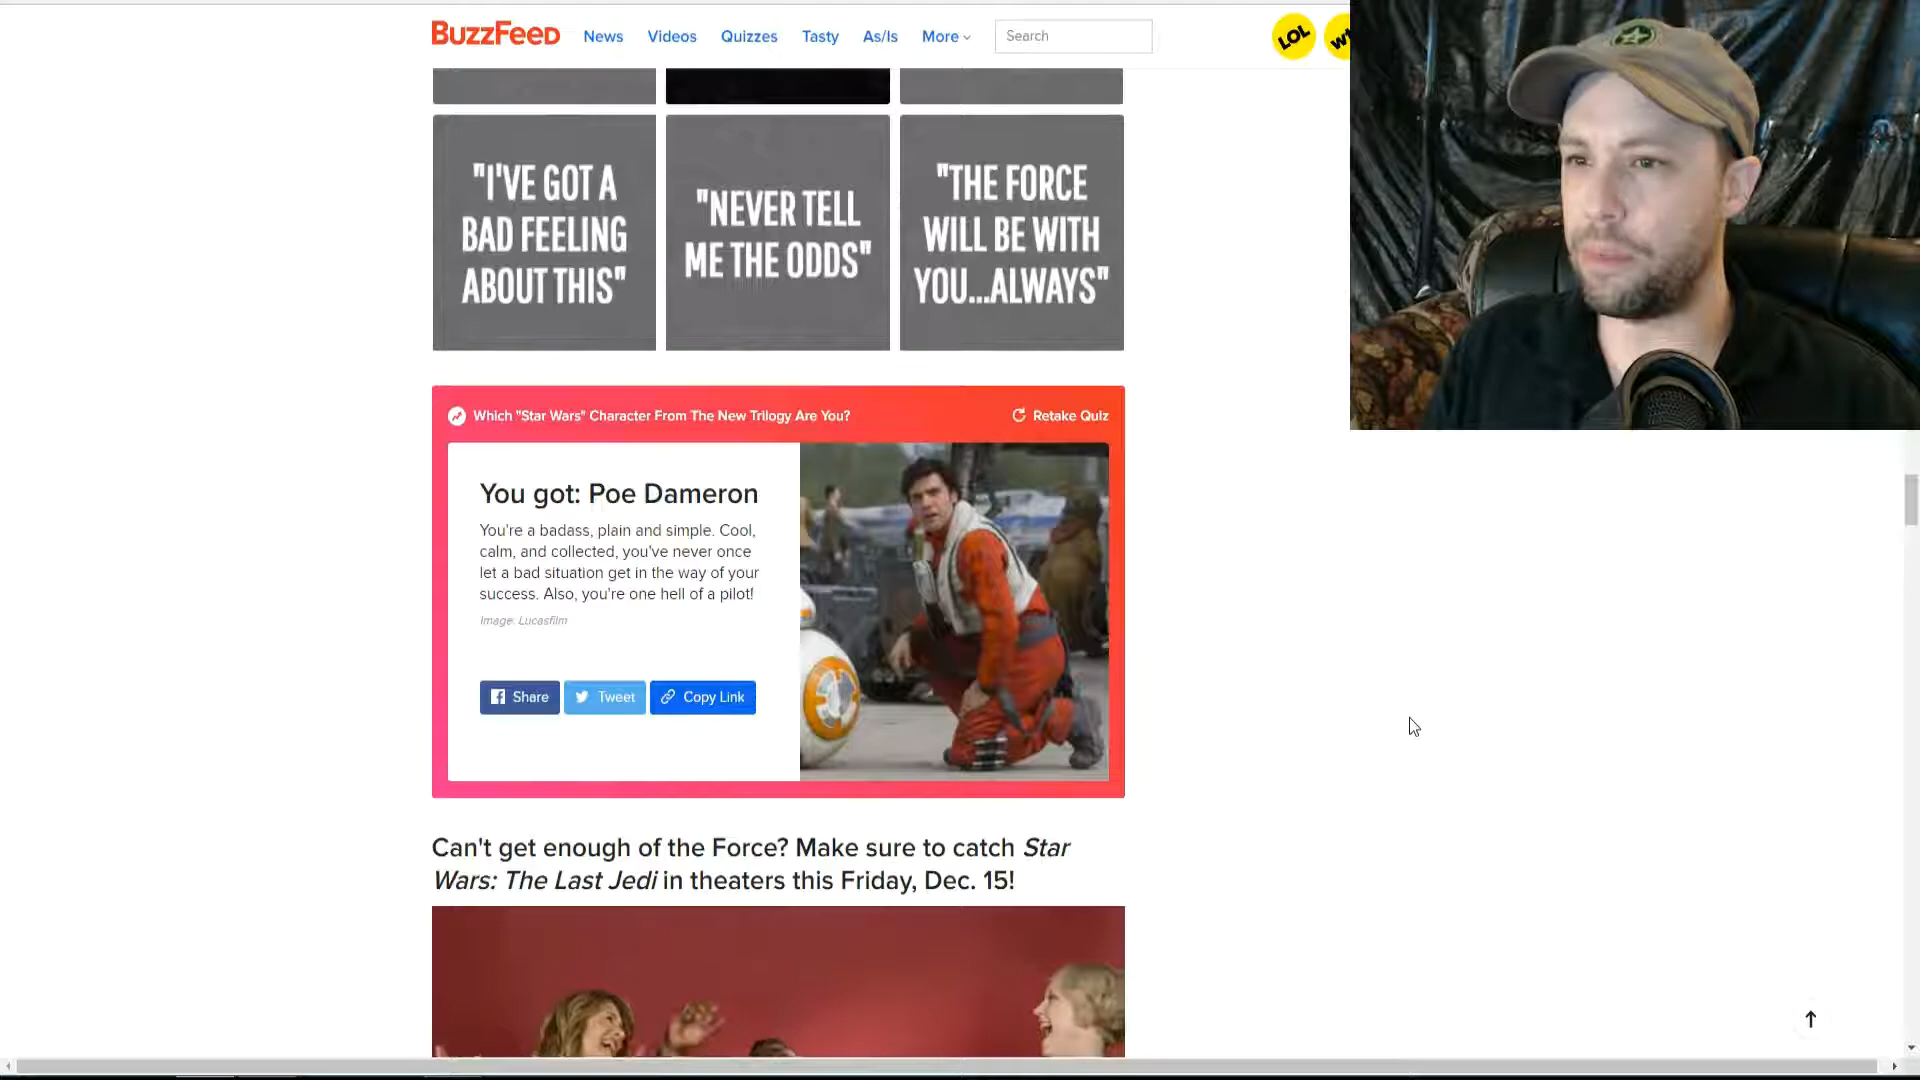 BuzzFeed
News
Videos
Quizzes
Tasty
As/Is
More
Search
LOL
"I'VE GOT A
BAD FEELING
ABOUT THIS"
"NEVER TELL
ME THE ODDS"
"THE FORCE
WILL BE WITH
YOU...ALWAYS"
Which "Star Wars" Character From The New Trilogy Are You?
Retake Quiz
You got: Poe Dameron
You're a badass, plain and simple. Cool,
calm, and collected, you've never once
let a bad situation get in the way of your
success. Also, you're one hell of a pilot!
Image: Lucasfilm
Share
Tweet
Copy Link
Can't get enough of the Force? Make sure to catch Star
Wars: The Last Jedi in theaters this Friday, Dec. 15!